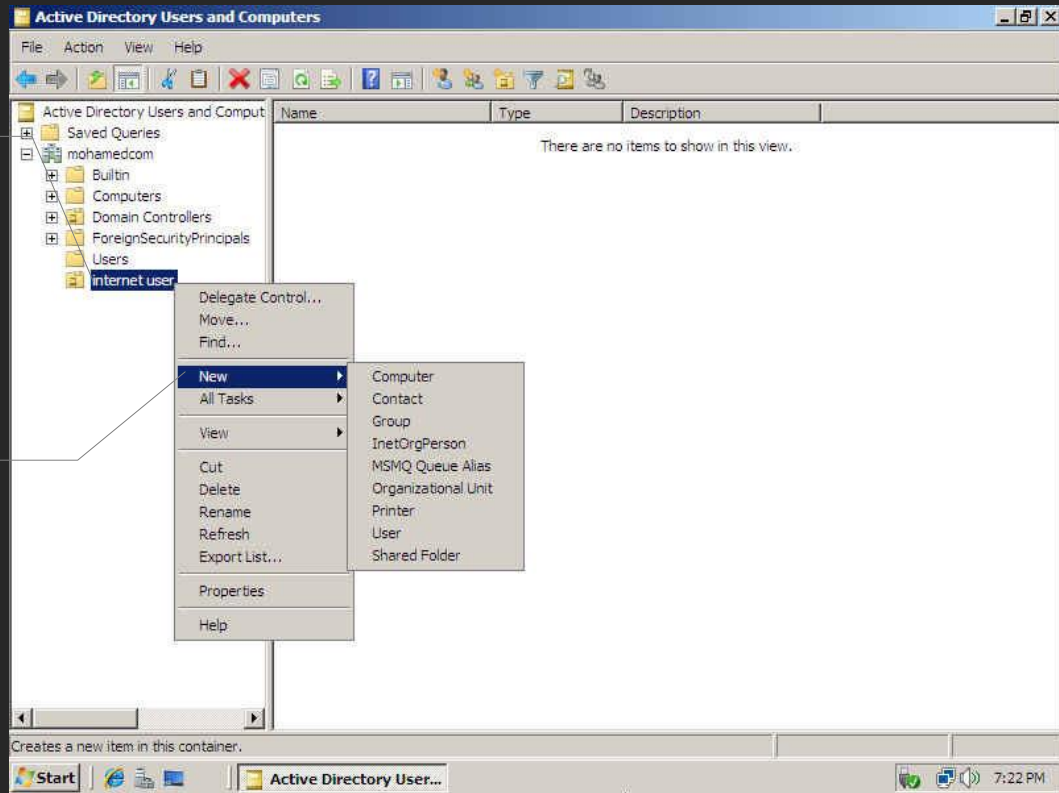 Active Directory Users and Computers
File Action View Help
Active Directory Users and Comput
Saved Queries
mohamedcom
Builtin
Computers
Domain Controllers
ForeignSecurityPrincipals
Users
internet user
Name Type Description
There are no items to show in this view.
Delegate Control...
Move...
Find...
New
All Tasks
View
Cut
Delete
Rename
Refresh
Export List...
Properties
Help
Computer
Contact
Group
InetOrgPerson
MSMQ Queue Alias
Organizational Unit
Printer
User
Shared Folder
Creates a new item in this container.
Start Active Directory User... 7:22 PM